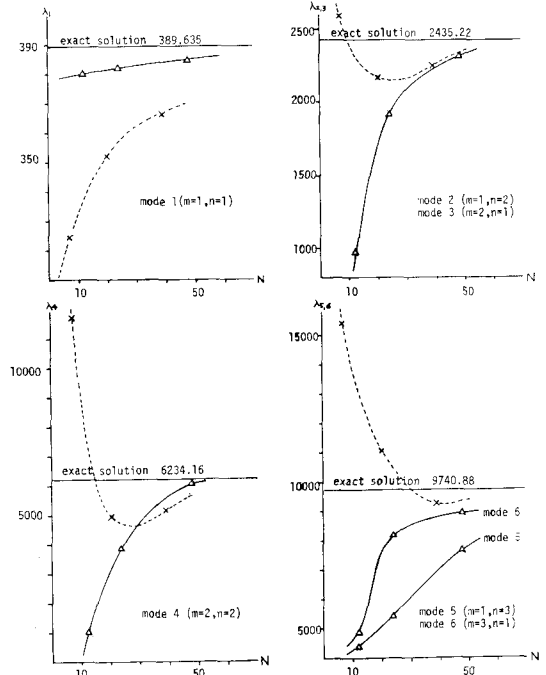 λ₁
390
exact solution 389.635
350
mode 1(m=1,n=1)
10
50
N
λ₂,₃
2500
exact solution 2435.22
2000
1500
mode 2 (m=1,n=2)
mode 3 (m=2,n=1)
1000
10
50
N
λ₄
10000
exact solution 6234.16
5000
mode 4 (m=2,n=2)
10
50
N
λ₅,₆
15000
10000
exact solution 9740.88
mode 6
mode 5
mode 5 (m=1,n=3)
mode 6 (m=3,n=1)
5000
10
50
N